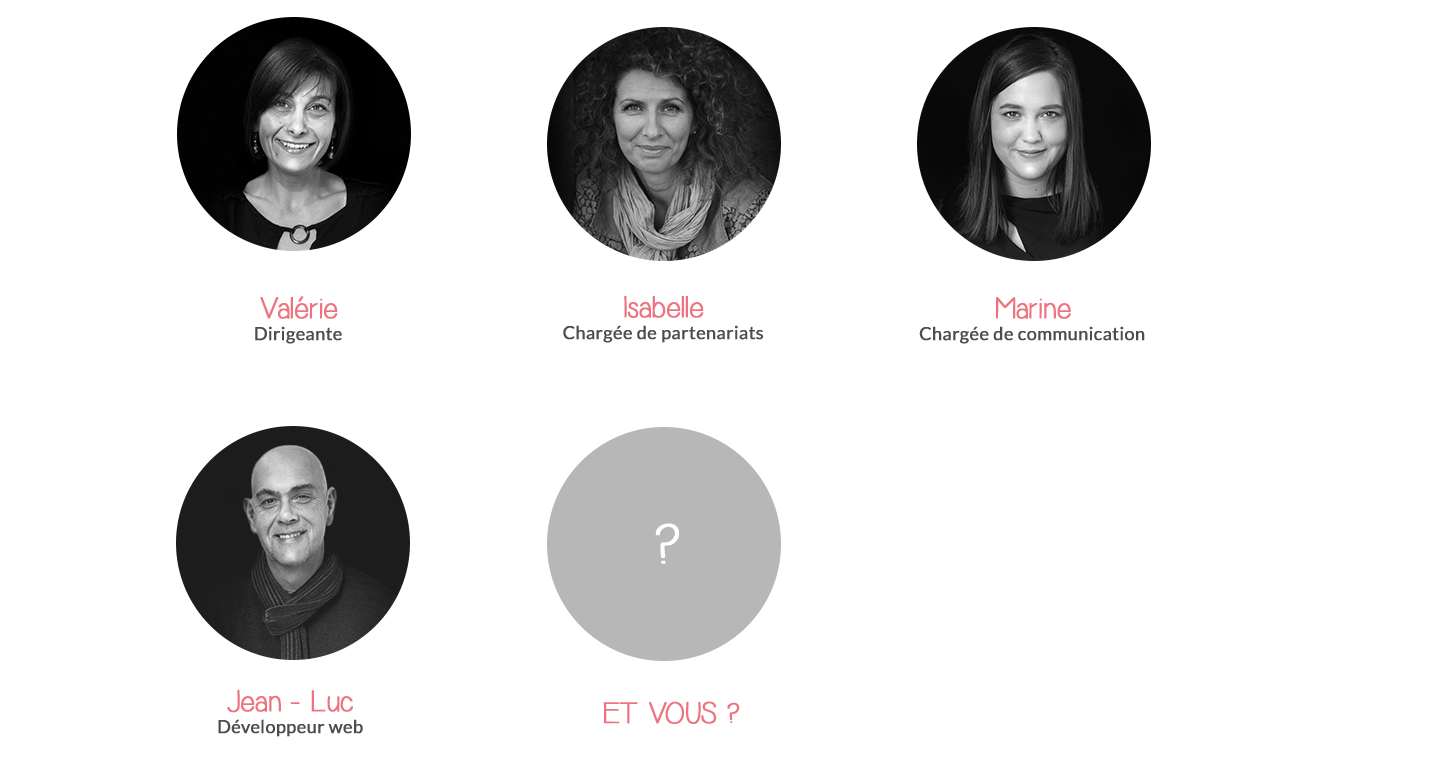 Valérie
Dirigeante
Isabelle
Chargée de partenariats
Marine
Chargée de communication
Jean - Luc
Développeur web
?
ET VOUS ?